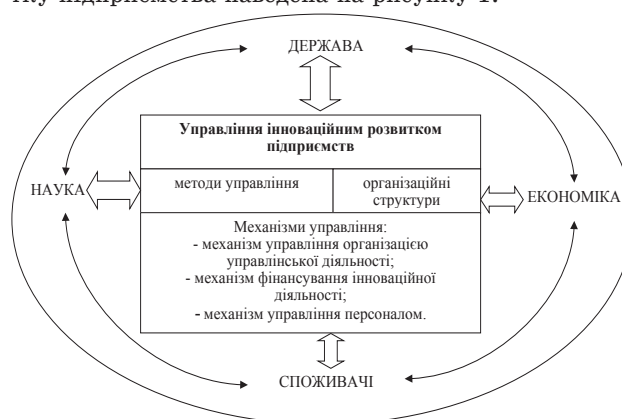 тку підприємства наведена на рисунку 1.
ДЕРЖАВА
Управління інноваційним розвитком
підприємств
НАУКА
методи управління
організаційні
структури
ЕКОНОМІКА
Механізми управління:
- механізм управління організацією
управлінської діяльності;
- механізм фінансування інноваційної
діяльності;
- механізм управління персоналом.
СПОЖИВАЧІ